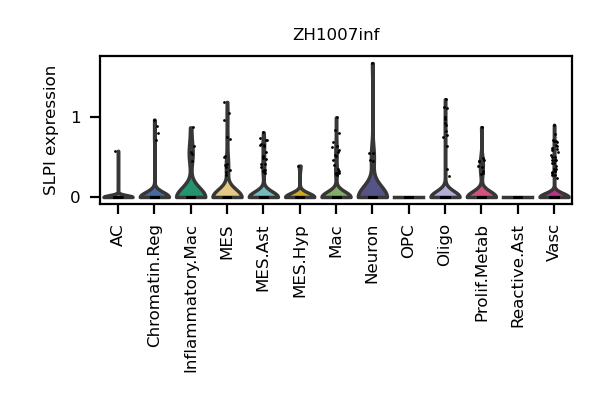 ZH1007inf
SLPI expression
1
0
AC
Chromatin.Reg
Inflammatory.Mac
MES
MES.Ast
MES.Hyp
Mac
Neuron
OPC
Oligo
Prolif.Metab
Reactive.Ast
Vasc